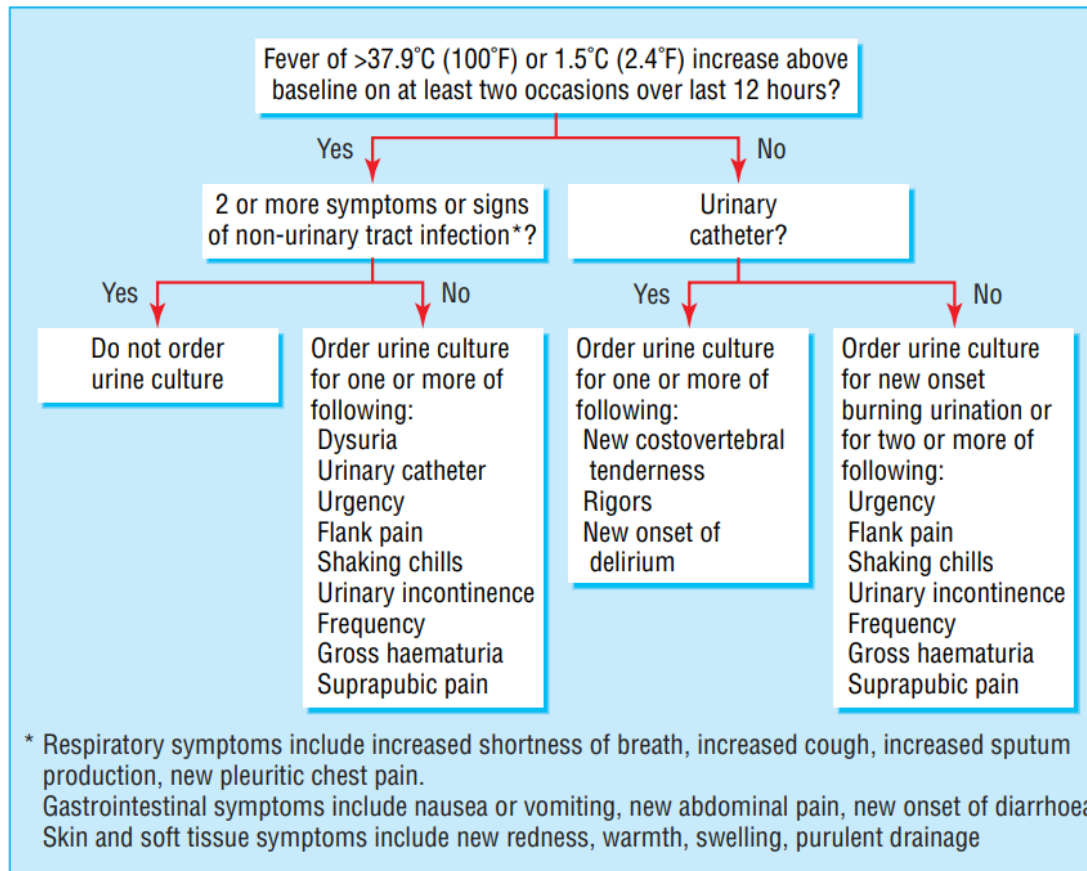 Fever of >37.9°C (100°F) or 1.5°C (2.4°F) increase above
baseline on at least two occasions over last 12 hours?
Yes
No
2 or more symptoms or signs
of non-urinary tract infection*?
Urinary
catheter?
Yes
No
Yes
No
Do not order
urine culture
Order urine culture
for one or more of
following:
Dysuria
Urinary catheter
Urgency
Flank pain
Shaking chills
Urinary incontinence
Frequency
Gross haematuria
Suprapubic pain
Order urine culture
for one or more of
following:
New costovertebral
tenderness
Rigors
New onset of
delirium
Order urine culture
for new onset
burning urination or
for two or more of
following:
Urgency
Flank pain
Shaking chills
Urinary incontinence
Frequency
Gross haematuria
Suprapubic pain
* Respiratory symptoms include increased shortness of breath, increased cough, increased sputum
production, new pleuritic chest pain.
Gastrointestinal symptoms include nausea or vomiting, new abdominal pain, new onset of diarrhoea
Skin and soft tissue symptoms include new redness, warmth, swelling, purulent drainage